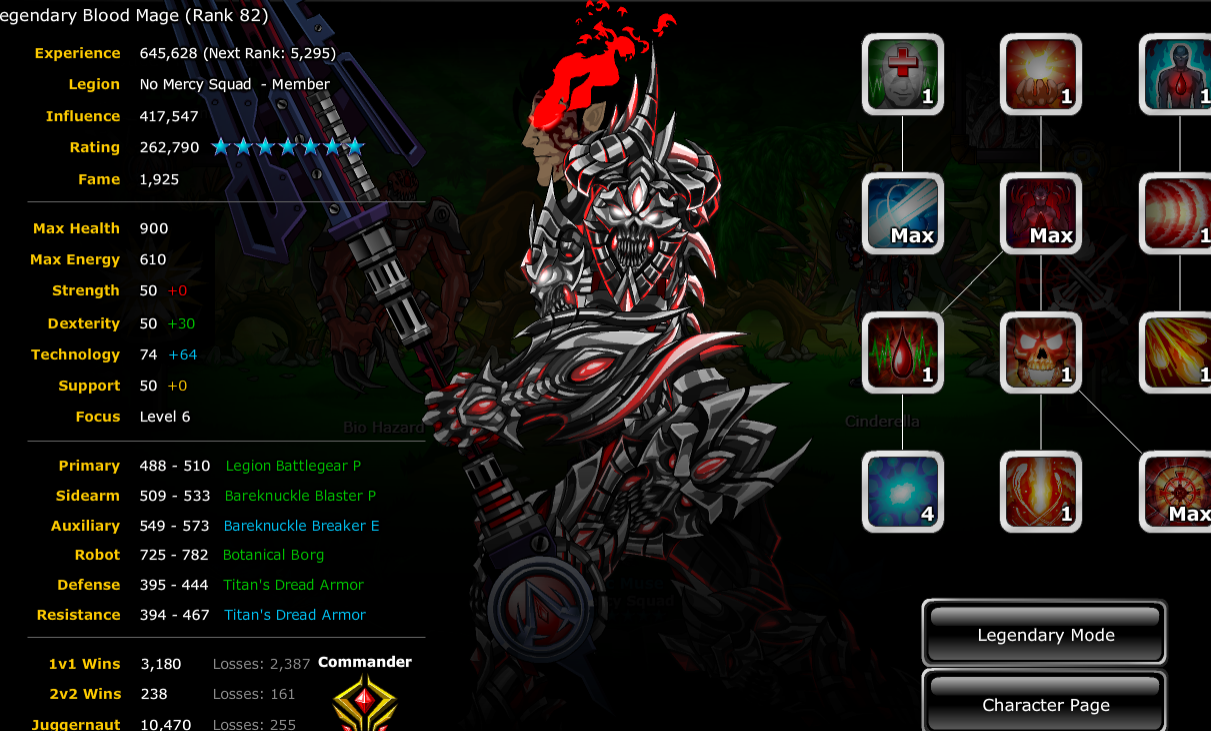 egendary Blood Mage (Rank 82)
Experience 645,628 (Next Rank: 5,295)
Legion No Mercy Squad - Member
Influence 417,547
Rating 262,790
Fame 1,925
Max Health 900
Max Energy 610
Strength 50 +0
Dexterity 50 +30
Technology 74 +64
Support 50 +0
Focus Level 6
Primary 488 - 510 Legion Battlegear P
Sidearm 509 - 533 Bareknuckle Blaster P
Auxiliary 549 - 573 Bareknuckle Breaker E
Robot 725 - 782 Botanical Borg
Defense 395 - 444 Titan's Dread Armor
Resistance 394 - 467 Titan's Dread Armor
1v1 Wins 3,180 Losses: 2,387 Commander
2v2 Wins 238 Losses: 161
Juggernaut 10,470 Losses: 255
Bio Hazard
Cinderella
1 1 1
Max Max 1
1 1 1
4 1 Max
Legendary Mode
Character Page